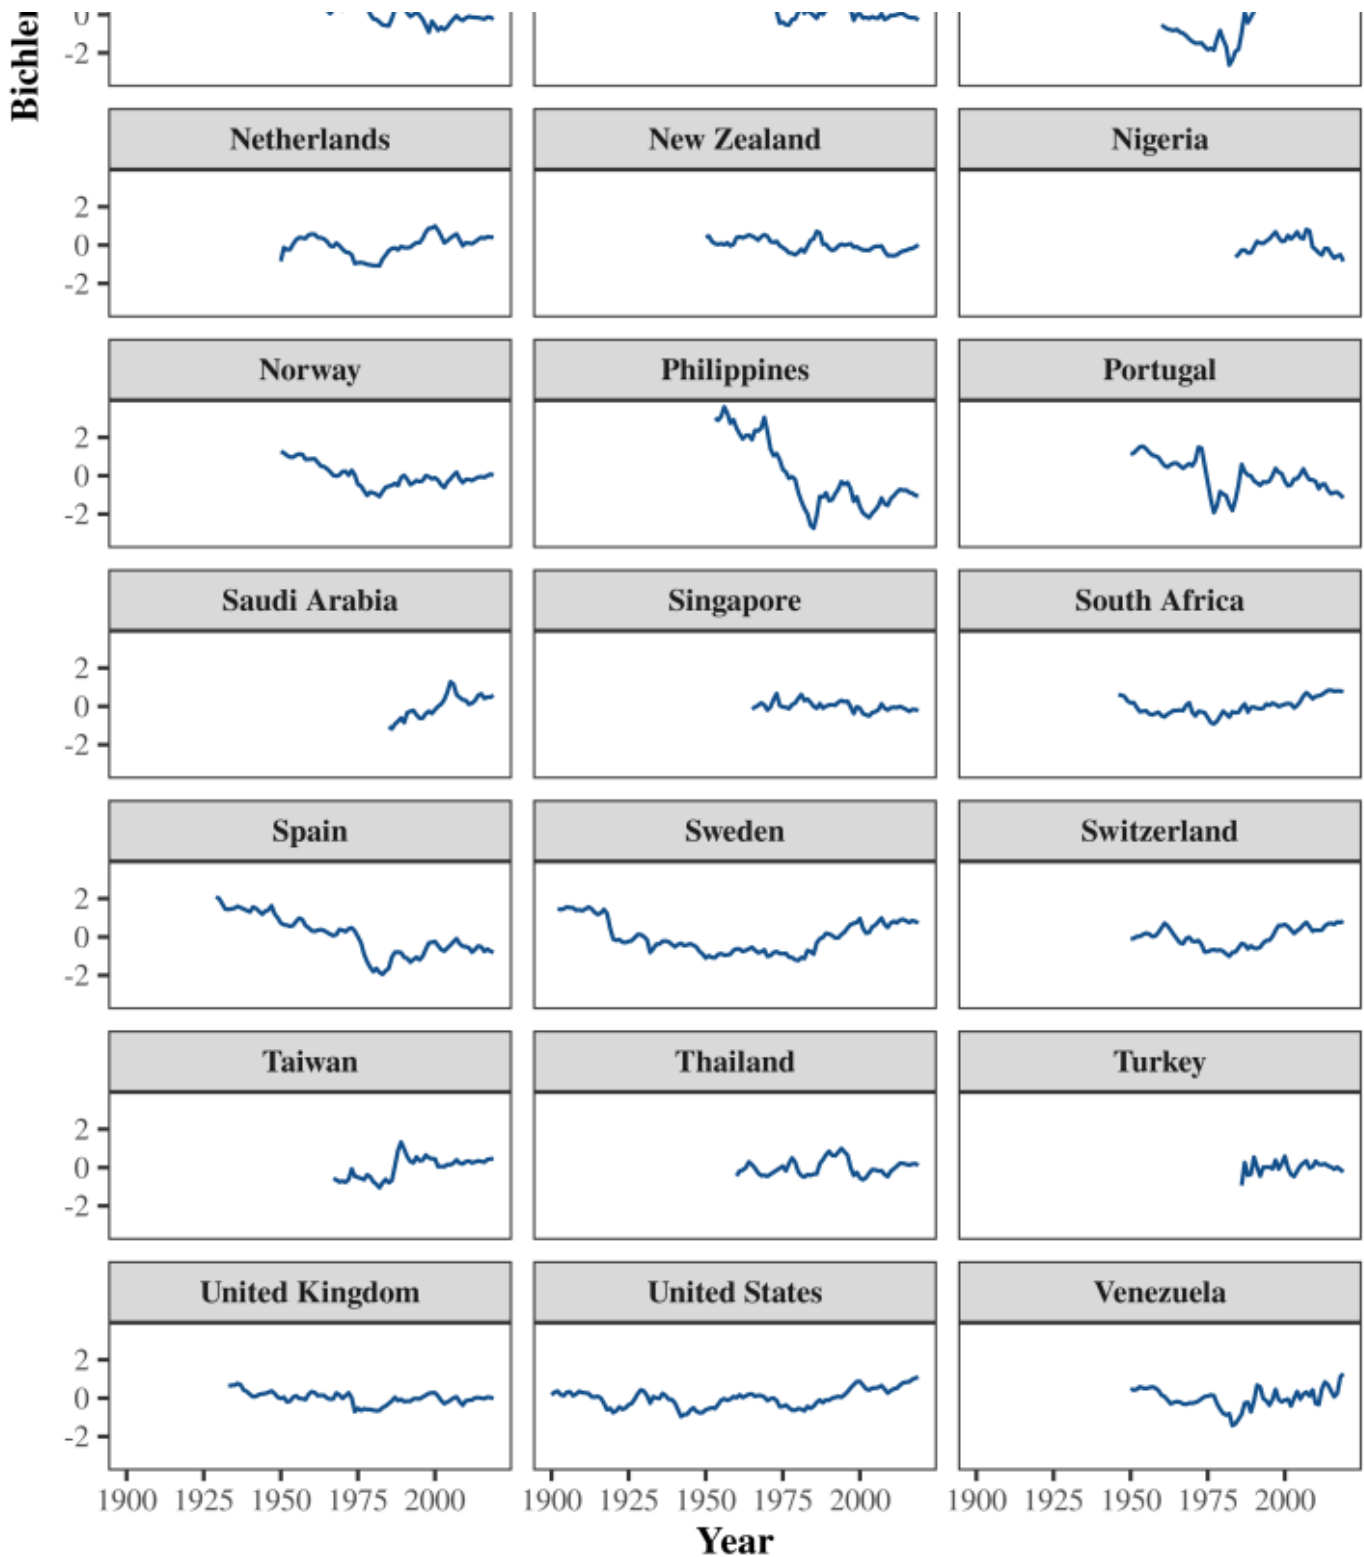 Bichler
0
-2
Netherlands New Zealand Nigeria
2
0
-2
Norway Philippines Portugal
2
0
-2
Saudi Arabia Singapore South Africa
2
0
-2
Spain Sweden Switzerland
2
0
-2
Taiwan Thailand Turkey
2
0
-2
United Kingdom United States Venezuela
2
0
-2
1900 1925 1950 1975 2000 1900 1925 1950 1975 2000 1900 1925 1950 1975 2000
Year